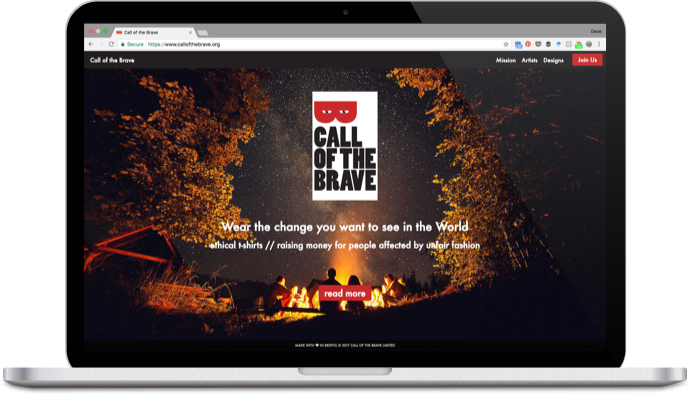 Call of the Brave
Dave
Secure
https://www.callofthebrave.org
Call of the Brave
Mission
Artists
Designs
Join Us
CALL
OF THE
BRAVE
Wear the change you want to see in the World
ethical t-shirts // raising money for people affected by unfair fashion
read more
MADE WITH ♥ IN BRISTOL © 2017 CALL OF THE BRAVE LIMITED